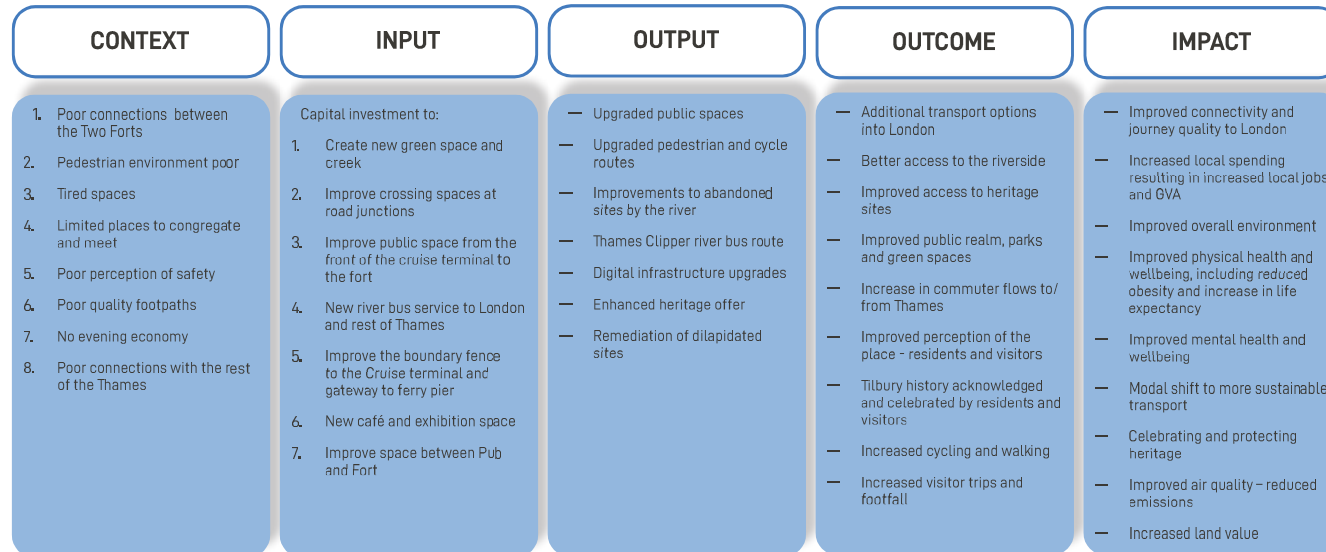 CONTEXT
1. Poor connections between
the Two Forts
2. Pedestrian environment poor
3. Tired spaces
4. Limited places to congregate
and meet
5. Poor perception of safety
6. Poor quality footpaths
7. No evening economy
8. Poor connections with the rest
of the Thames
INPUT
Capital investment to:
1. Create new green space and
creek
2. Improve crossing spaces at
road junctions
3. Improve public space from the
front of the cruise terminal to
the fort
4. New river bus service to London
and rest of Thames
5. Improve the boundary fence
to the Cruise terminal and
gateway to ferry pier
6. New café and exhibition space
7. Improve space between Pub
and Fort
OUTPUT
— Upgraded public spaces
— Upgraded pedestrian and cycle
routes
— Improvements to abandoned
sites by the river
— Thames Clipper river bus route
— Digital infrastructure upgrades
— Enhanced heritage offer
— Remediation of dilapidated
sites
OUTCOME
— Additional transport options
into London
— Better access to the riverside
— Improved access to heritage
sites
— Improved public realm, parks
and green spaces
— Increase in commuter flows to/
from Thames
— Improved perception of the
place - residents and visitors
— Tilbury history acknowledged
and celebrated by residents and
visitors
— Increased cycling and walking
— Increased visitor trips and
footfall
IMPACT
— Improved connectivity and
journey quality to London
— Increased local spending
resulting in increased local jobs
and GVA
— Improved overall environment
— Improved physical health and
wellbeing, including reduced
obesity and increase in life
expectancy
— Improved mental health and
wellbeing
— Modal shift to more sustainable
transport
— Celebrating and protecting
heritage
— Improved air quality – reduced
emissions
— Increased land value